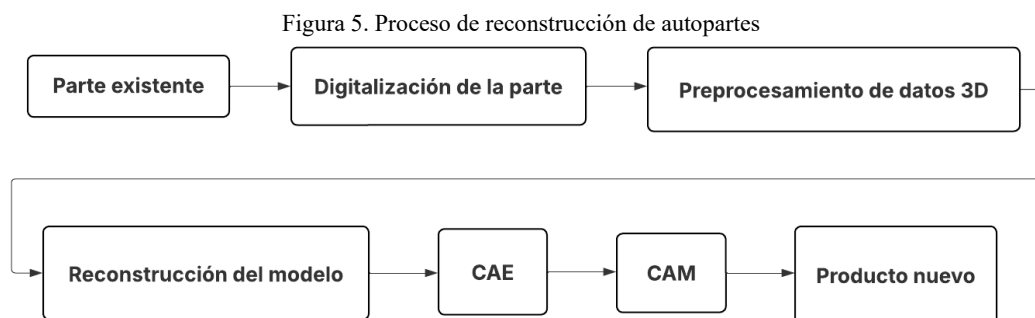 Figura 5. Proceso de reconstrucción de autopartes
Parte existente
Digitalización de la parte
Preprocesamiento de datos 3D
Reconstrucción del modelo
CAE
CAM
Producto nuevo